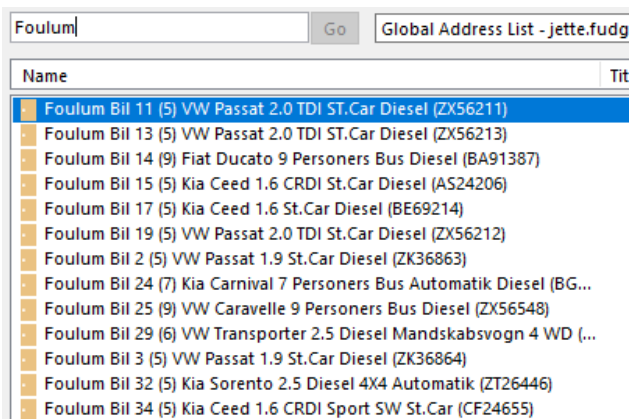 Foulum Go Global Address List - jette.fudg
Name Tit
Foulum Bil 11 (5) VW Passat 2.0 TDI ST.Car Diesel (ZX56211)
Foulum Bil 13 (5) VW Passat 2.0 TDI ST.Car Diesel (ZX56213)
Foulum Bil 14 (9) Fiat Ducato 9 Personers Bus Diesel (BA91387)
Foulum Bil 15 (5) Kia Ceed 1.6 CRDI St.Car Diesel (AS24206)
Foulum Bil 17 (5) Kia Ceed 1.6 St.Car Diesel (BE69214)
Foulum Bil 19 (5) VW Passat 2.0 TDI ST.Car Diesel (ZX56212)
Foulum Bil 2 (5) VW Passat 1.9 St.Car Diesel (ZK36863)
Foulum Bil 24 (7) Kia Carnival 7 Personers Bus Automatik Diesel (BG...
Foulum Bil 25 (9) VW Caravelle 9 Personers Bus Diesel (ZX56548)
Foulum Bil 29 (6) VW Transporter 2.5 Diesel Mandskabsvogn 4 WD (...
Foulum Bil 3 (5) VW Passat 1.9 St.Car Diesel (ZK36864)
Foulum Bil 32 (5) Kia Sorento 2.5 Diesel 4X4 Automatik (ZT26446)
Foulum Bil 34 (5) Kia Ceed 1.6 CRDI Sport SW St.Car (CF24655)